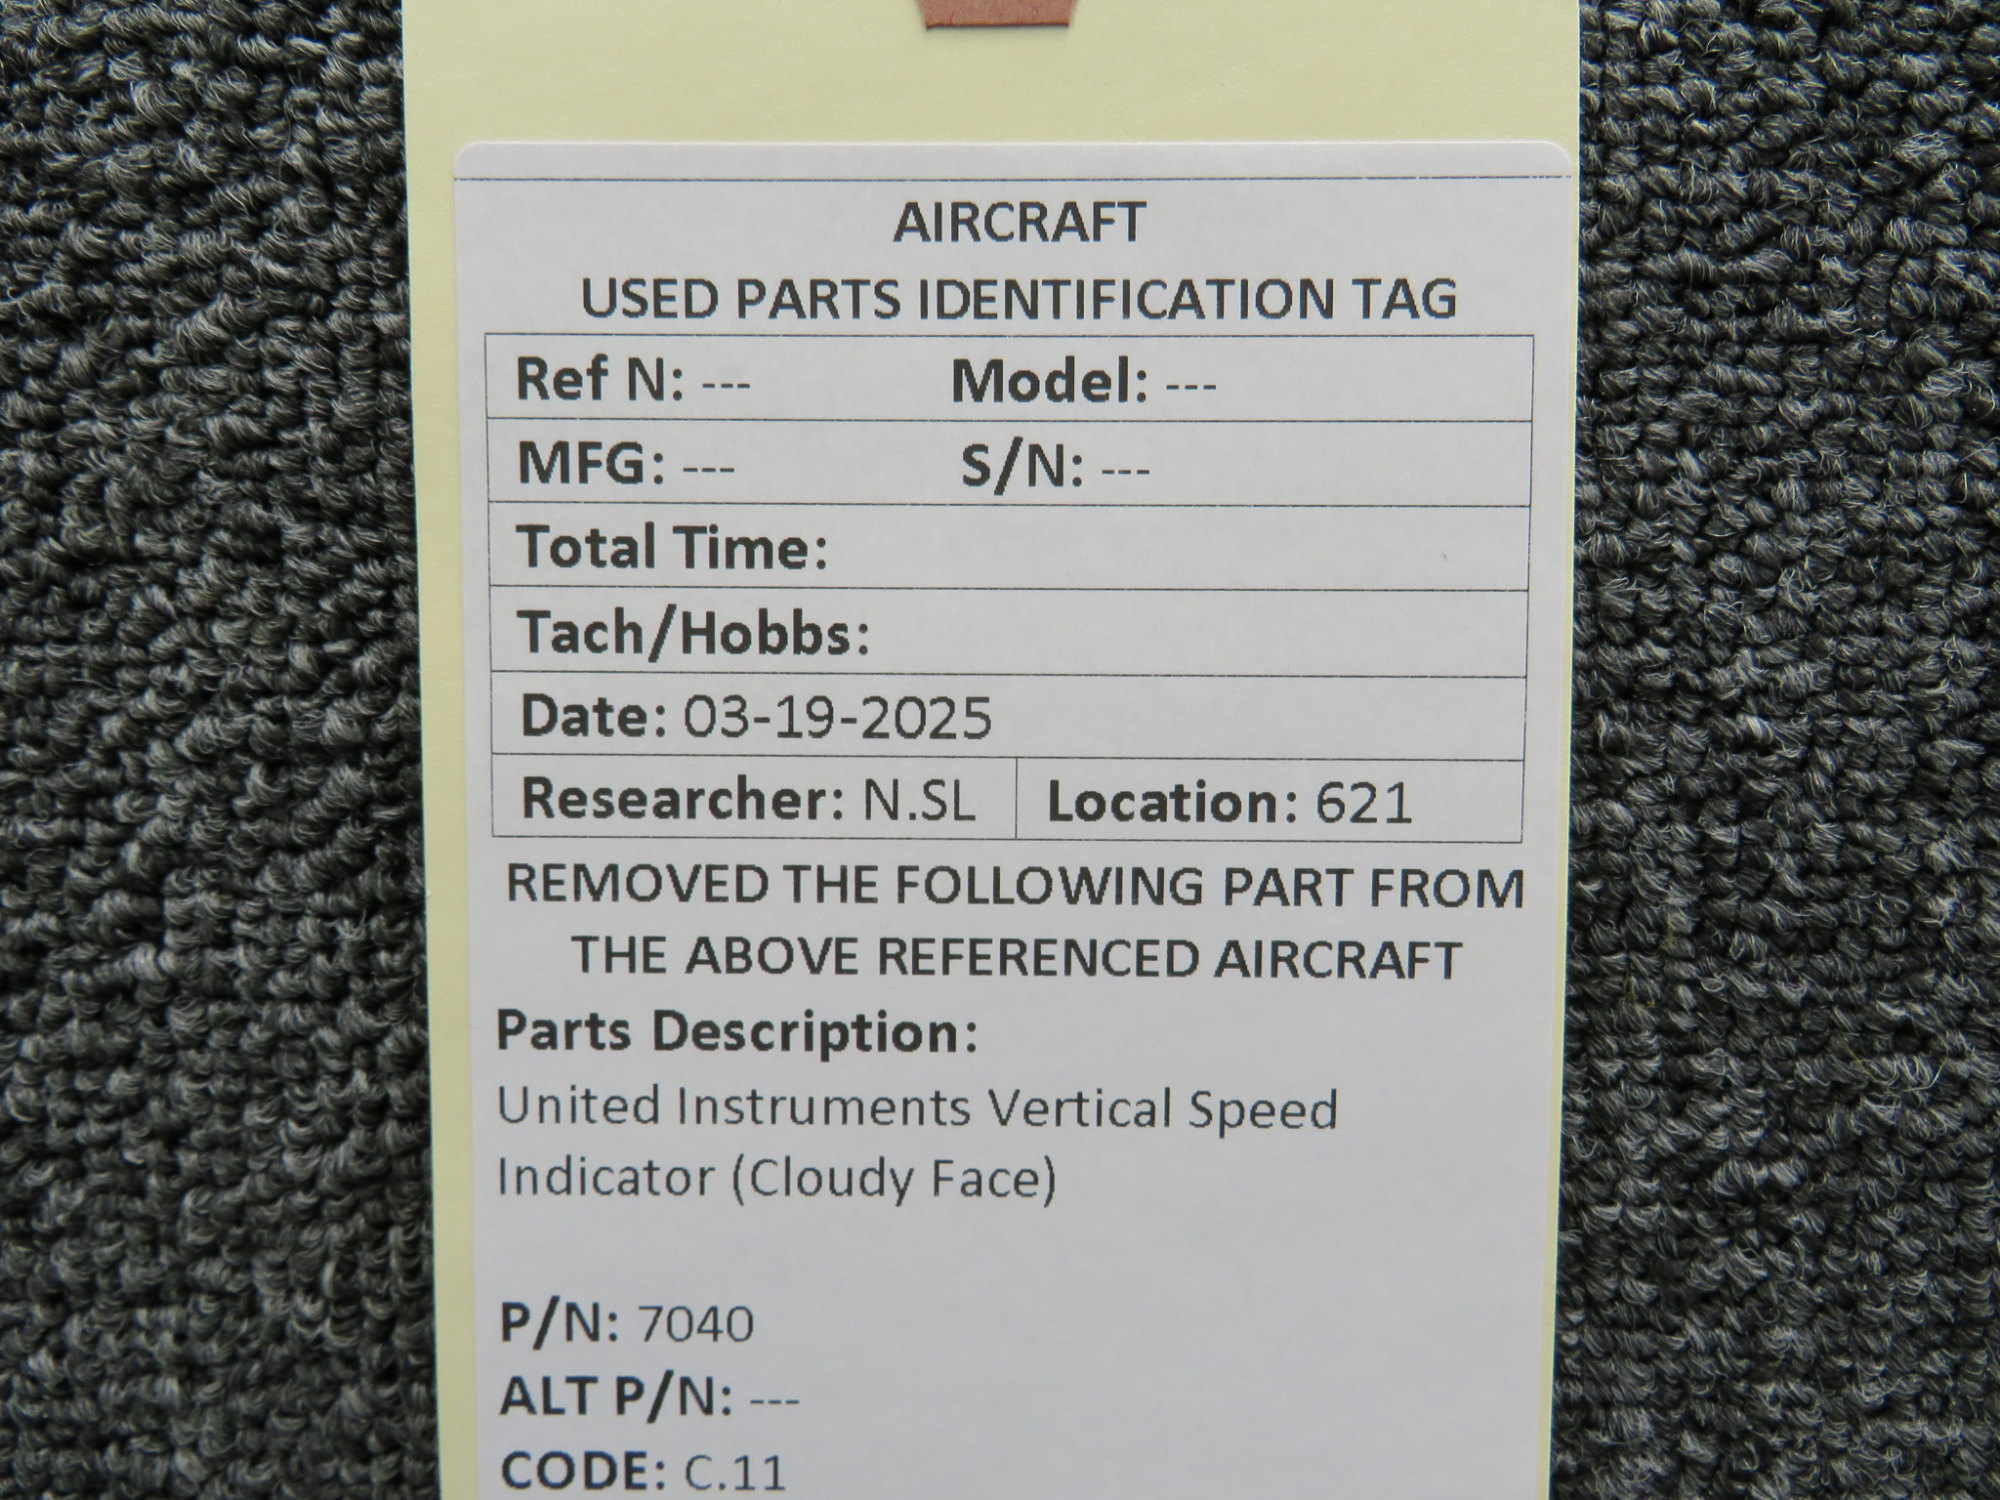 AIRCRAFT
USED PARTS IDENTIFICATION TAG
Ref N: --- Model: ---
MFG: --- S/N: ---
Total Time:
Tach/Hobbs:
Date: 03-19-2025
Researcher: N.SL Location: 621
REMOVED THE FOLLOWING PART FROM
THE ABOVE REFERENCED AIRCRAFT
Parts Description:
United Instruments Vertical Speed
Indicator (Cloudy Face)
P/N: 7040
ALT P/N: ---
CODE: C.11